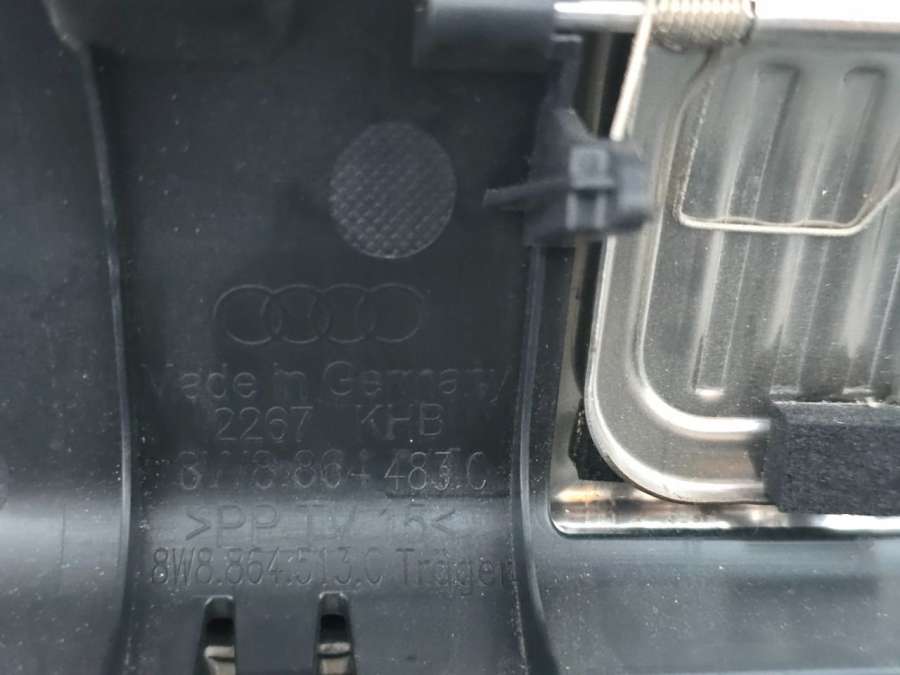 Made in Germany
2267 KHB
8W8.864.483.C
>PP TV 15<
8W8.864.513.C Träger